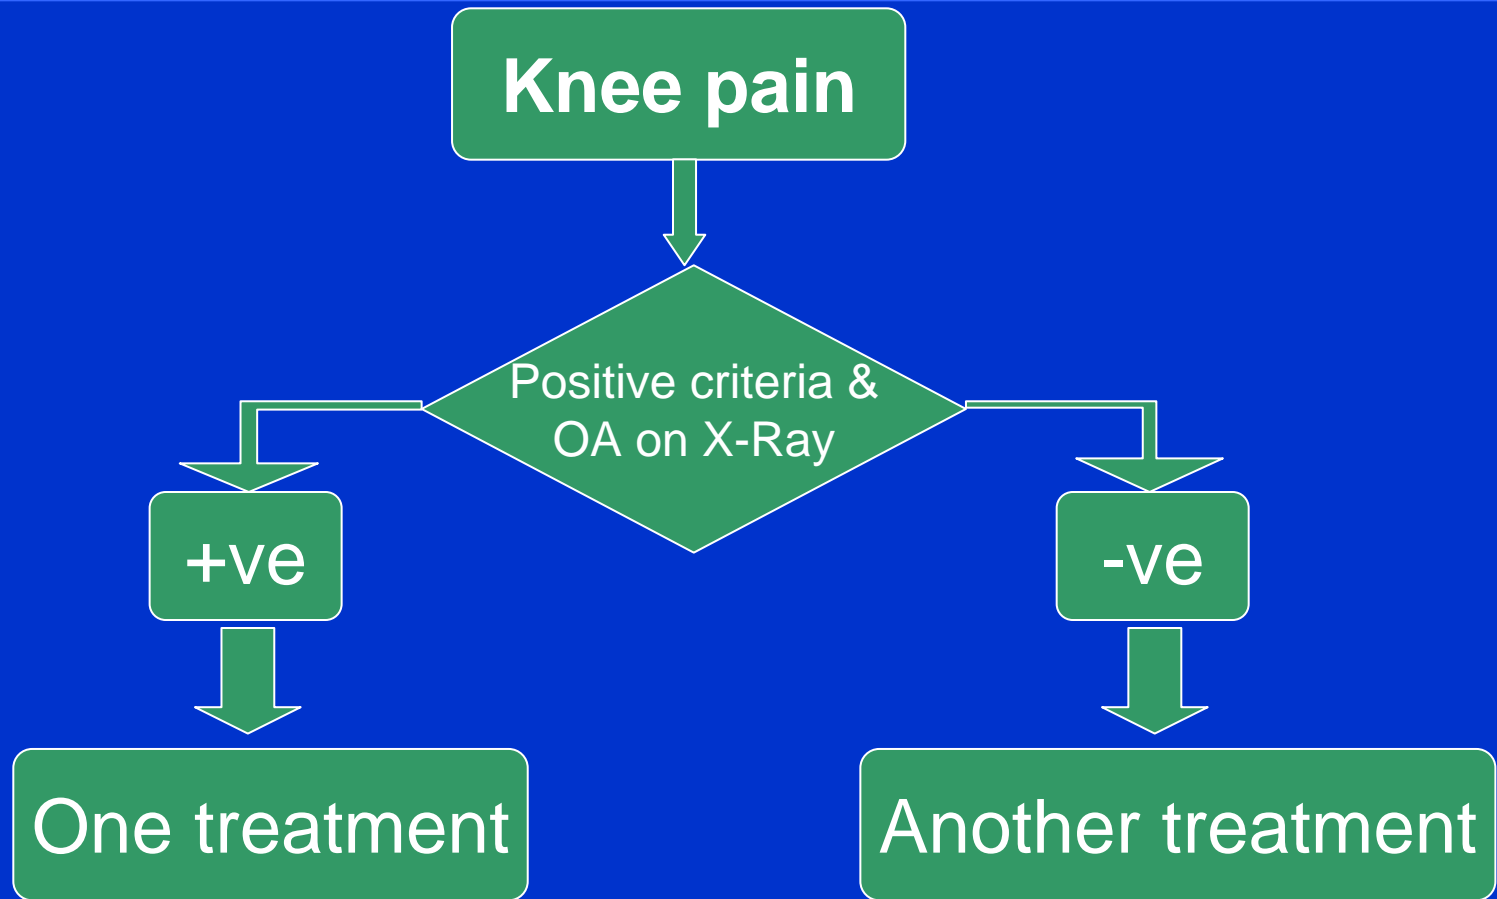 Knee pain
Positive criteria &
OA on X-Ray
+ve
-ve
One treatment
Another treatment